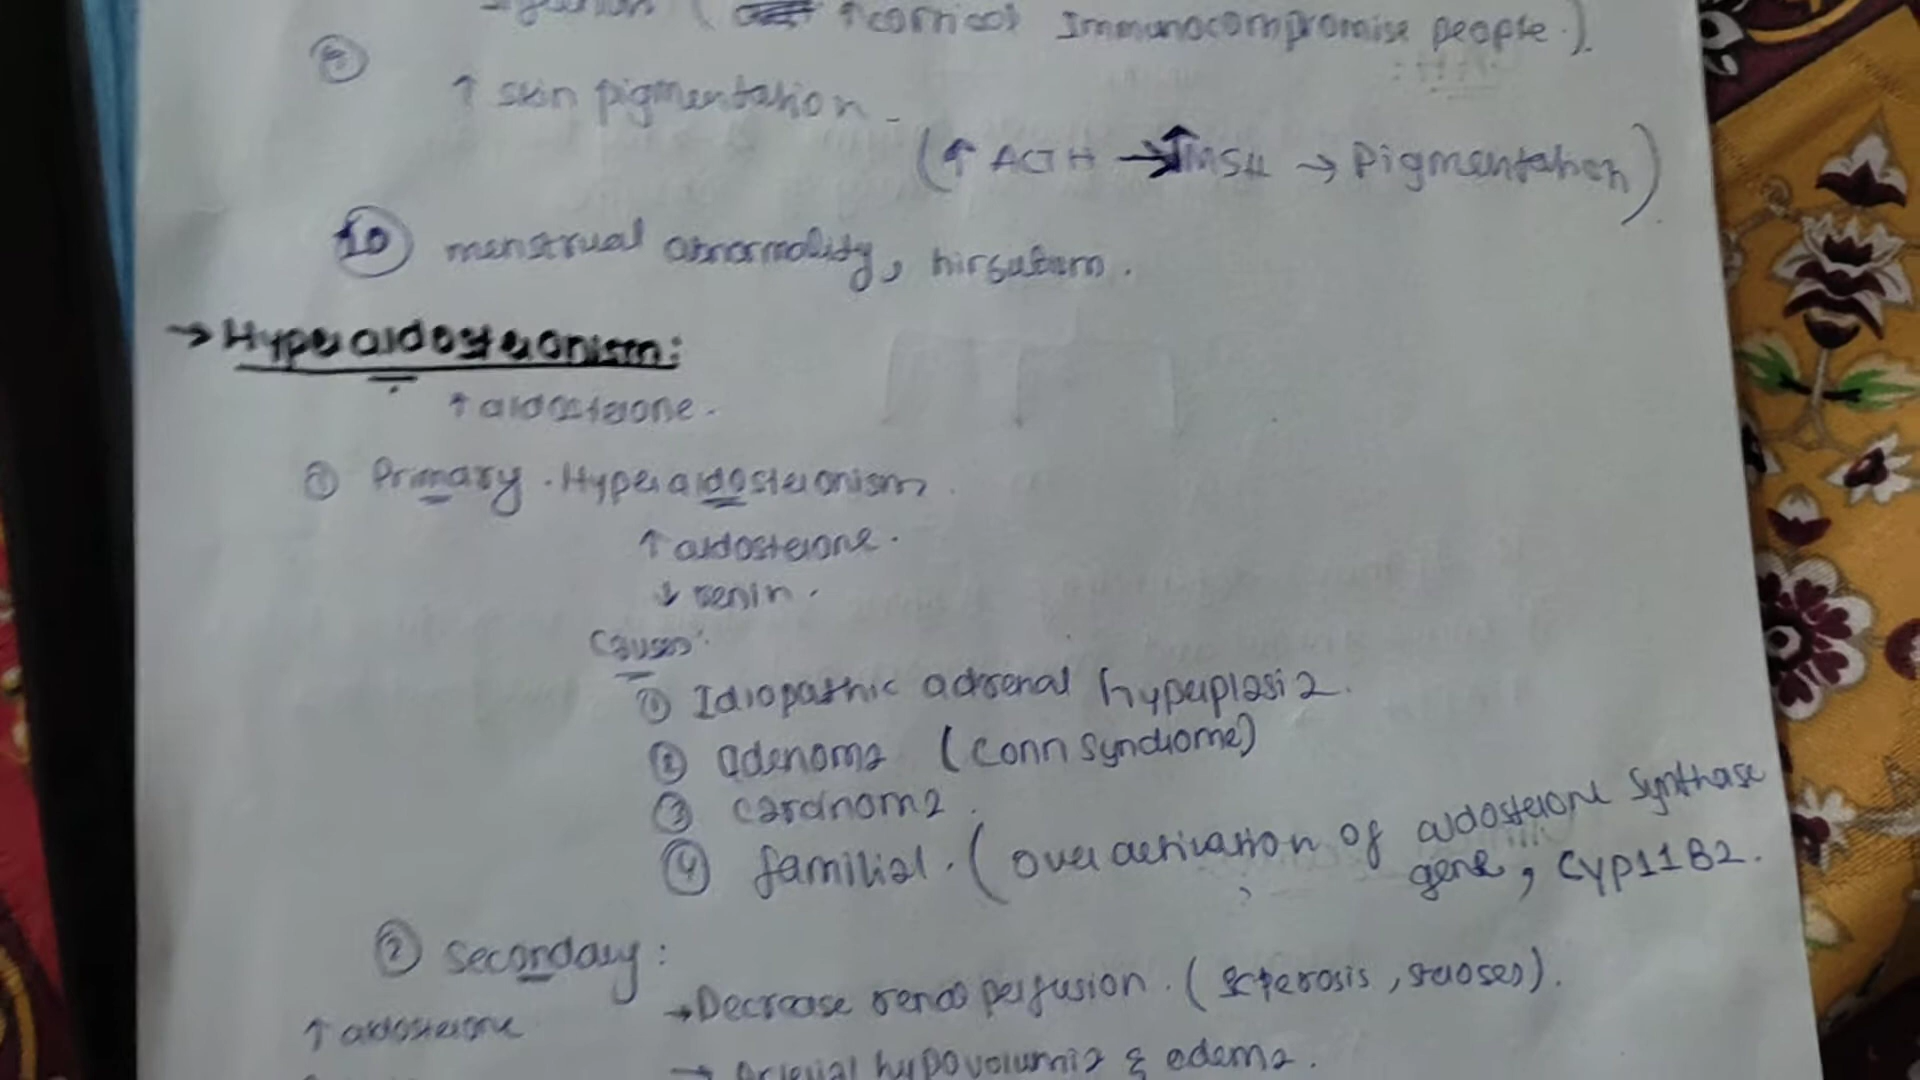 (↑ cortisol Immunocompromise people.).
9
↑ skin pigmentation
(↑ ACTH → ↑MSH → Pigmentation)
10 menstrual abnormality, hirsutism.
→ Hyperaldosteronism:
↑ aldosterone.
① Primary Hyperaldosteronism.
↑ aldosterone.
↓ renin.
Causes:
① Idiopathic adrenal hyperplasia.
② adenoma (Conn syndrome)
③ carcinoma.
④ familial. (over activation of aldosterone synthase
gene, CYP11B2.
② Secondary:
→ Decrease renal perfusion. (
↑ aldosterone
→ Arterial hypovolumia & edema.